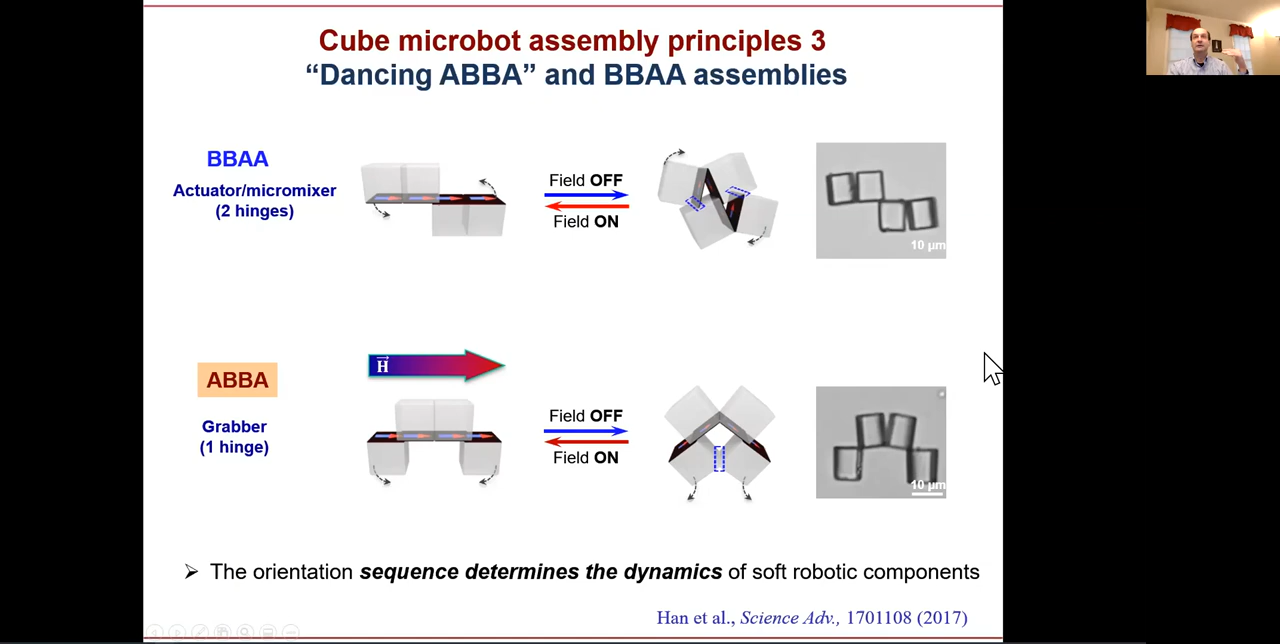 Cube microbot assembly principles 3
“Dancing ABBA” and BBAA assemblies
BBAA
Actuator/micromixer
(2 hinges)
Field OFF
Field ON
10 μm
H
ABBA
Grabber
(1 hinge)
Field OFF
Field ON
10 μm
➢ The orientation sequence determines the dynamics of soft robotic components
Han et al., Science Adv., 1701108 (2017)